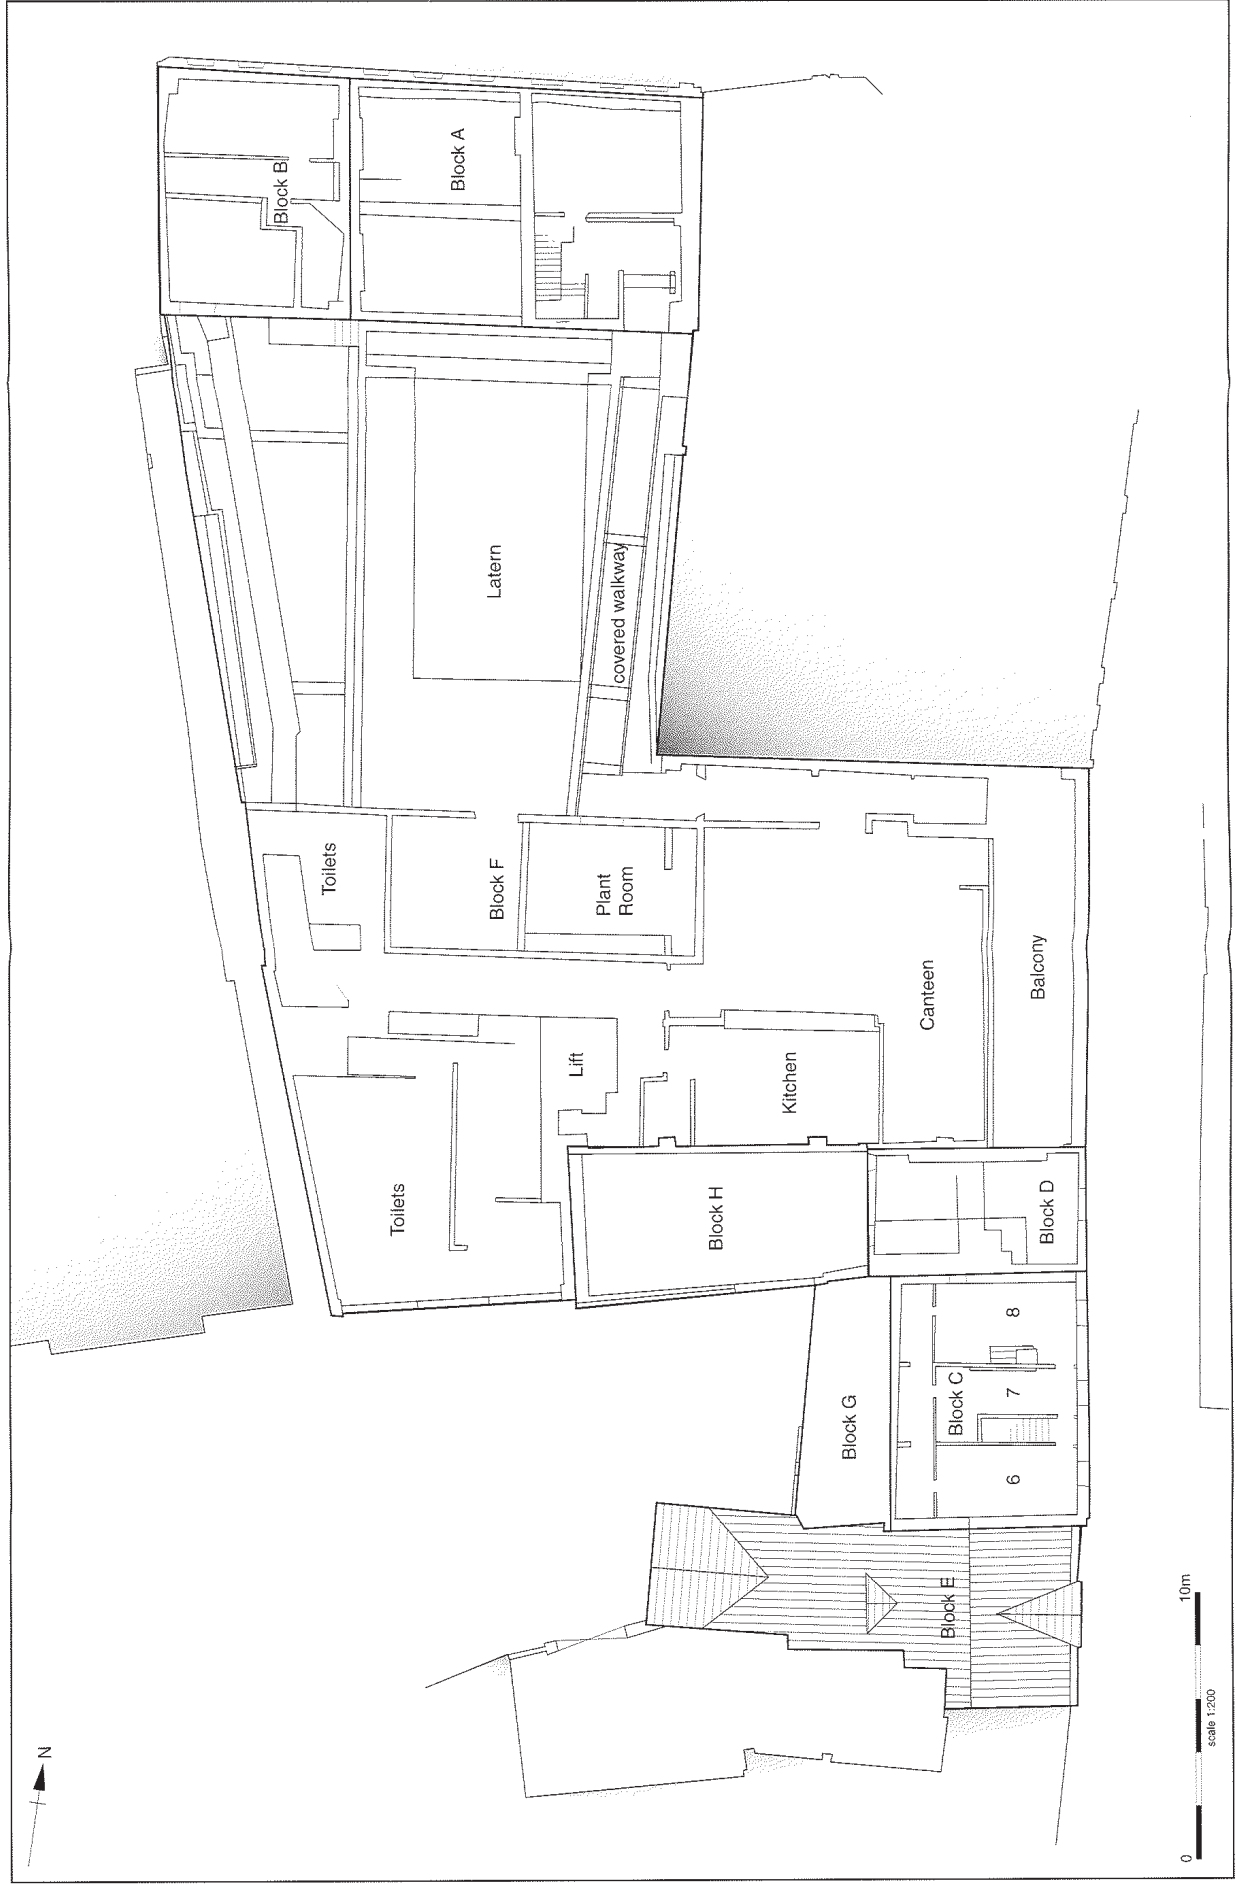 Block B
Block A
Latern
covered walkway
Toilets
Block F
Plant
Room
Canteen
Balcony
Lift
Kitchen
Toilets
Block H
Block D
8
Block C
7
Block G
6
Block E
N
0
10m
scale 1:200